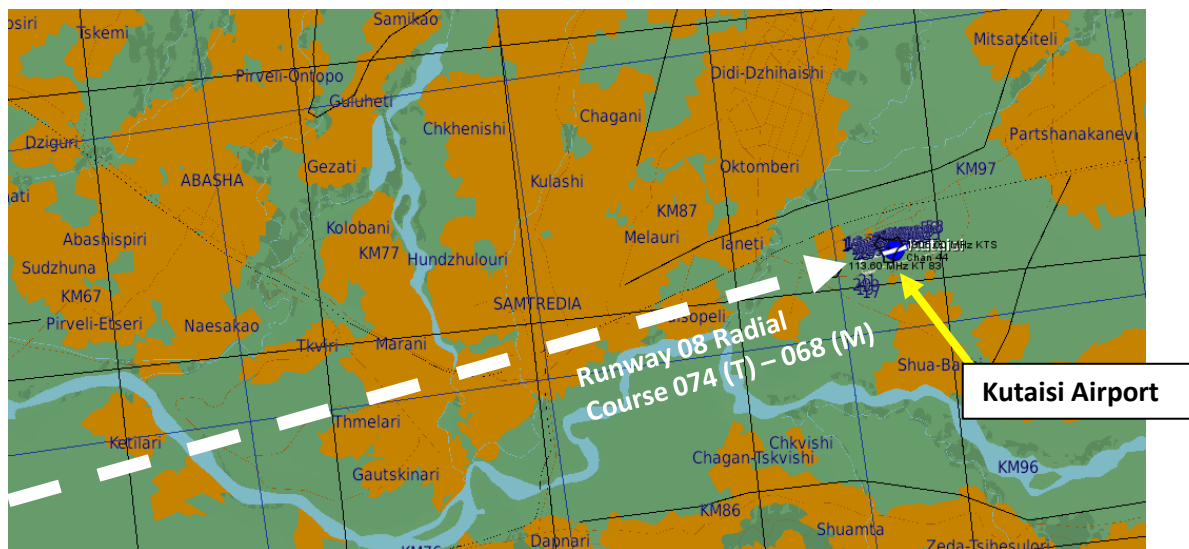 Samikao
Tskemi
Mitsatsiteli
Pirveli-Ontopo
Didi-Dzhihaishi
Guluheti
Chagani
Chkhenishi
Partshanakanevi
Dziguri
Gezati
Oktomberi
KM97
ABASHA
Kulashi
KM87
Kolobani
Abashispiri
Melauri
Ianeti
KM77
Hundzhulouri
Sudzhuna
Chan 44
113.60 MHz KT 83
KM67
SAMTREDIA
Pirveli-Etseri
Naesakao
Tkviri
Marani
Runway 08 Radial
Course 074 (T) – 068 (M)
Kutaisi Airport
Thmelari
Ketilari
Chkvishi
Chagan-Tskvishi
Gautskinari
KM96
KM86
Shuamta
Dapnari
Zeda-Tsihesulori